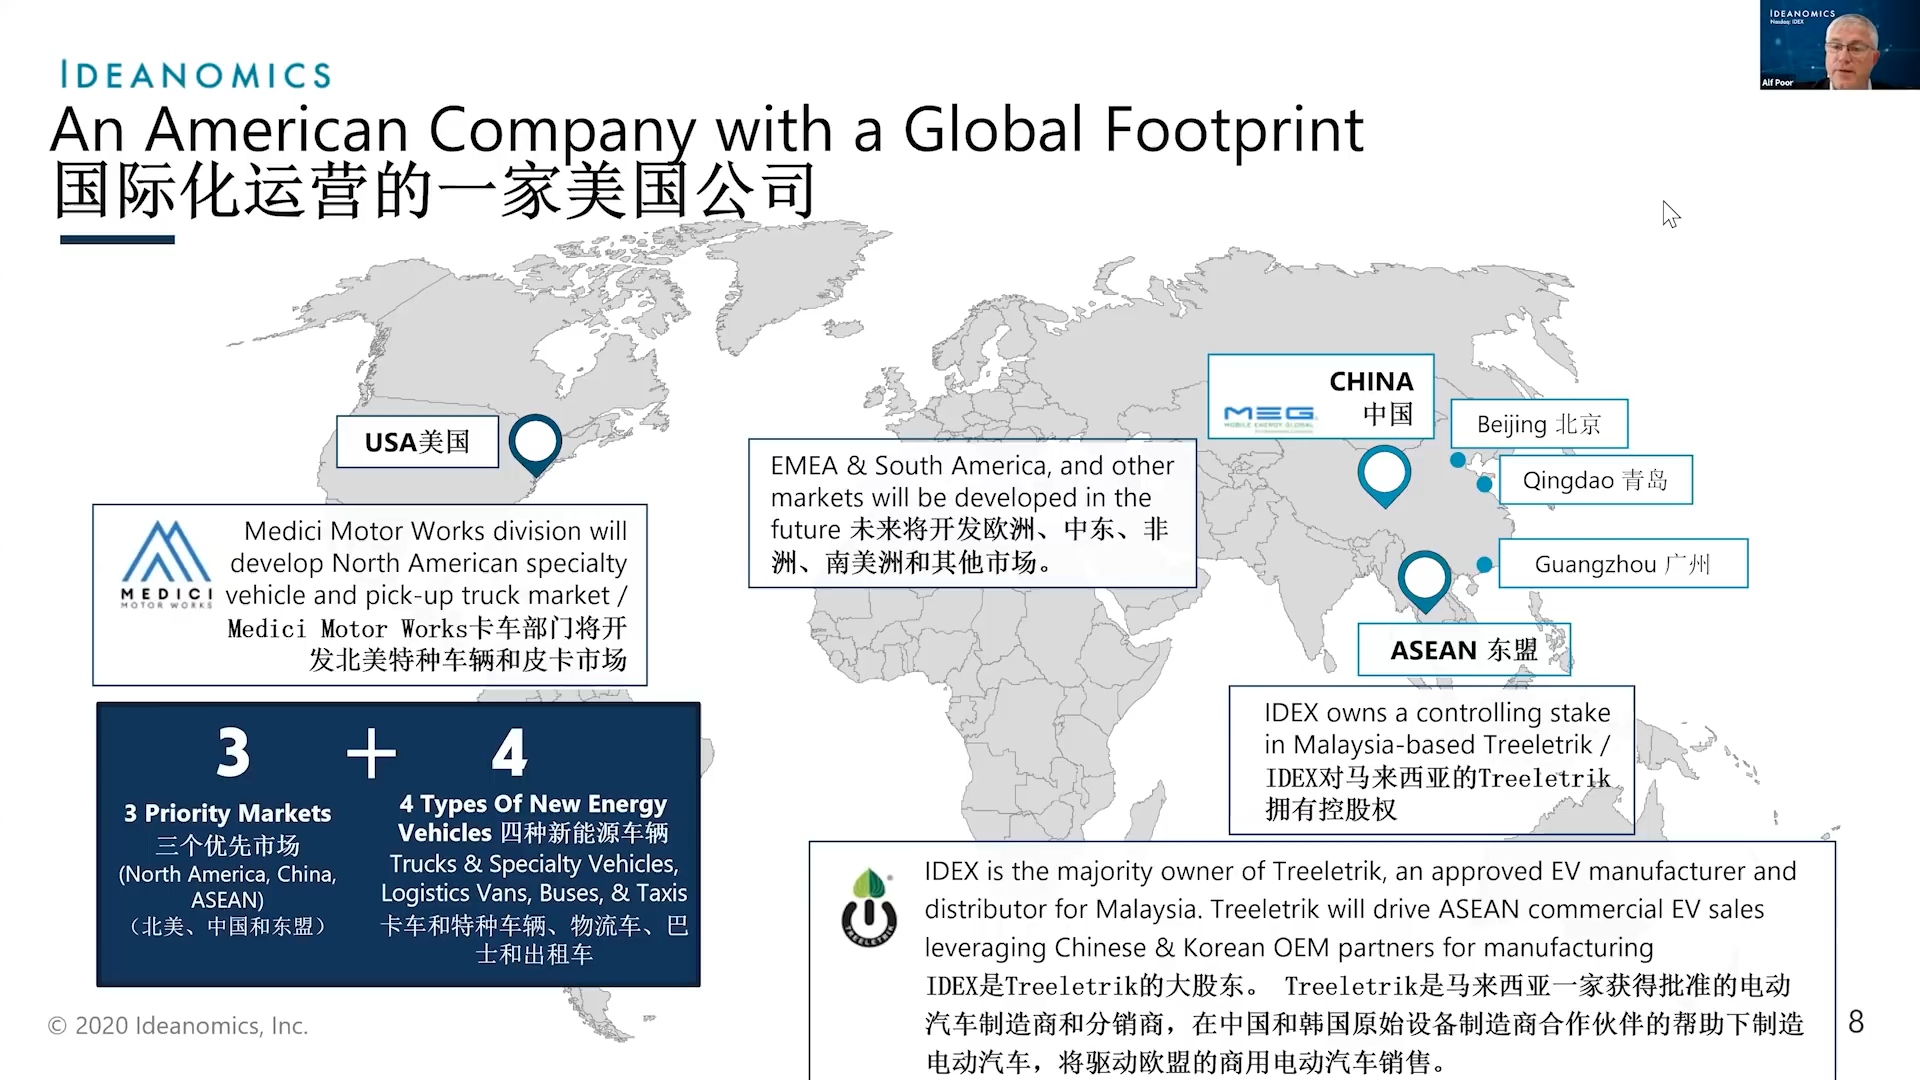 IDEANOMICS
An American Company with a Global Footprint
国际化运营的一家美国公司
IDEANOMICS
Nasdaq: IDEX
Alf Poor
USA美国
MEDICI
MOTOR WORKS
Medici Motor Works division will
develop North American specialty
vehicle and pick-up truck market /
Medici Motor Works卡车部门将开
发北美特种车辆和皮卡市场
EMEA & South America, and other
markets will be developed in the
future 未来将开发欧洲、中东、非
洲、南美洲和其他市场。
CHINA
中国
MEG
MOBILE ENERGY GLOBAL
Beijing 北京
Qingdao 青岛
Guangzhou 广州
ASEAN 东盟
IDEX owns a controlling stake
in Malaysia-based Treeletrik /
IDEX对马来西亚的Treeletrik
拥有控股权
3 + 4
3 Priority Markets
三个优先市场
(North America, China,
ASEAN)
（北美、中国和东盟）
4 Types Of New Energy
Vehicles 四种新能源车辆
Trucks & Specialty Vehicles,
Logistics Vans, Buses, & Taxis
卡车和特种车辆、物流车、巴
士和出租车
TREELETRIK
IDEX is the majority owner of Treeletrik, an approved EV manufacturer and
distributor for Malaysia. Treeletrik will drive ASEAN commercial EV sales
leveraging Chinese & Korean OEM partners for manufacturing
IDEX是Treeletrik的大股东。 Treeletrik是马来西亚一家获得批准的电动
汽车制造商和分销商，在中国和韩国原始设备制造商合作伙伴的帮助下制造
电动汽车，将驱动欧盟的商用电动汽车销售。
© 2020 Ideanomics, Inc.
8